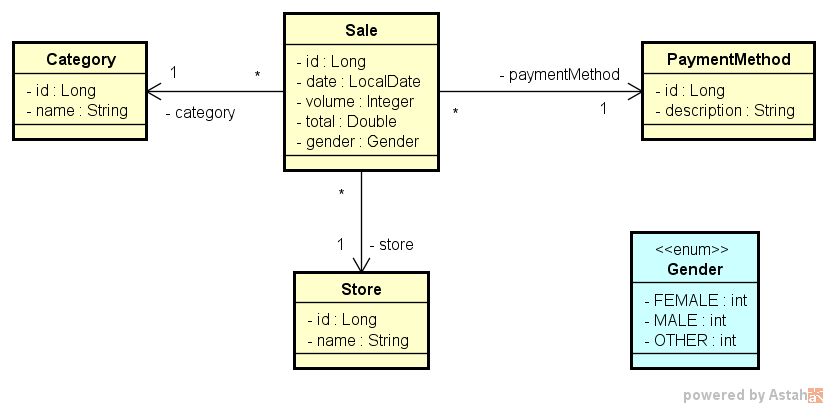 Category
- id : Long
- name : String
1
*
- category
Sale
- id : Long
- date : LocalDate
- volume : Integer
- total : Double
- gender : Gender
- paymentMethod
*
1
PaymentMethod
- id : Long
- description : String
*
1
- store
Store
- id : Long
- name : String
<<enum>>
Gender
- FEMALE : int
- MALE : int
- OTHER : int
powered by Astah